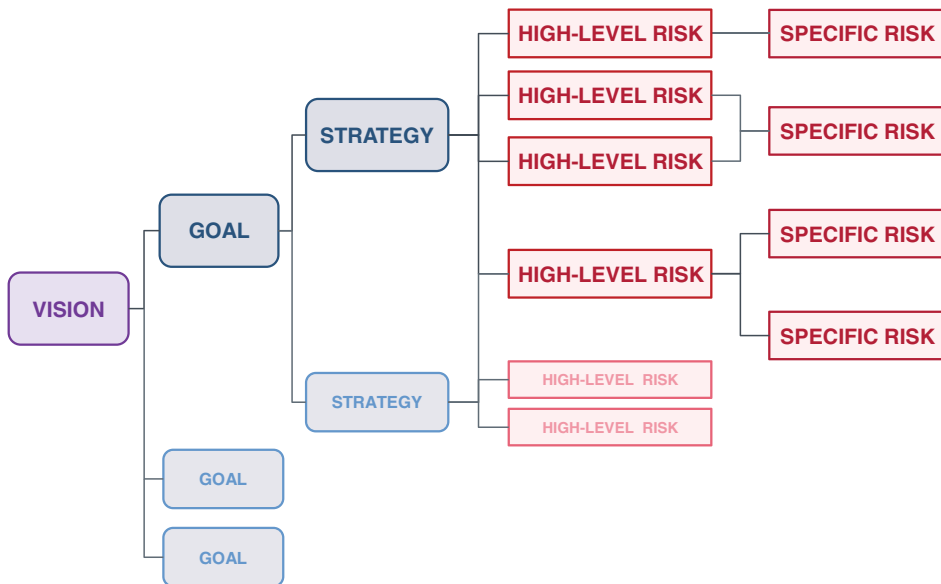 HIGH-LEVEL RISK
SPECIFIC RISK
HIGH-LEVEL RISK
STRATEGY
SPECIFIC RISK
HIGH-LEVEL RISK
GOAL
SPECIFIC RISK
HIGH-LEVEL RISK
VISION
SPECIFIC RISK
HIGH-LEVEL RISK
STRATEGY
HIGH-LEVEL RISK
GOAL
GOAL